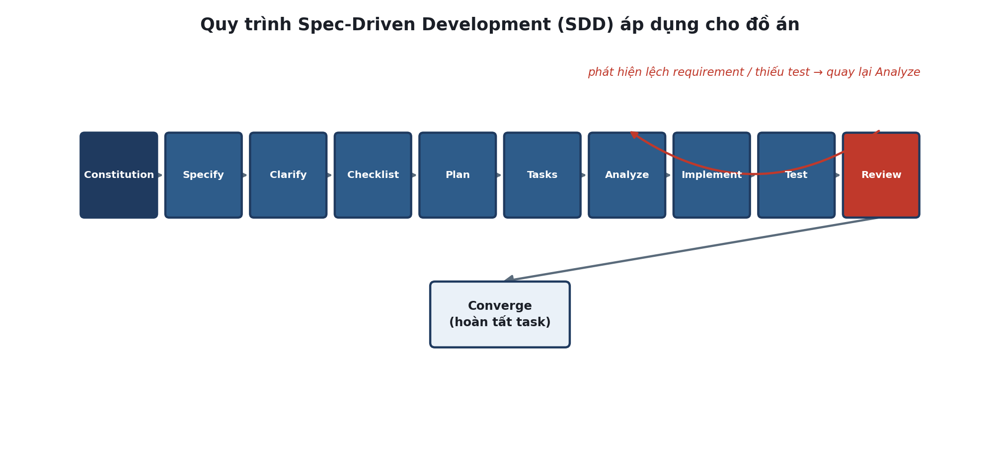 Quy trình Spec-Driven Development (SDD) áp dụng cho đồ án
phát hiện lệch requirement / thiếu test → quay lại Analyze
Constitution
Specify
Clarify
Checklist
Plan
Tasks
Analyze
Implement
Test
Review
Converge
(hoàn tất task)